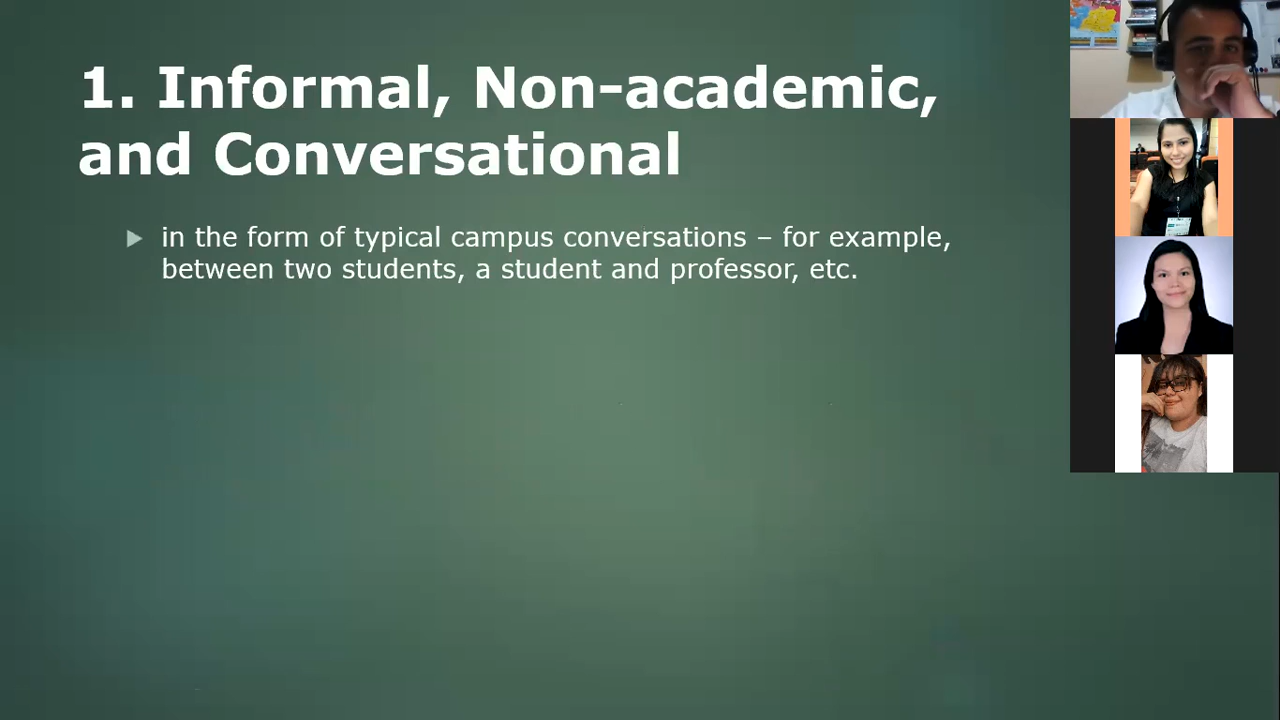 1. Informal, Non-academic,
and Conversational
in the form of typical campus conversations – for example,
between two students, a student and professor, etc.